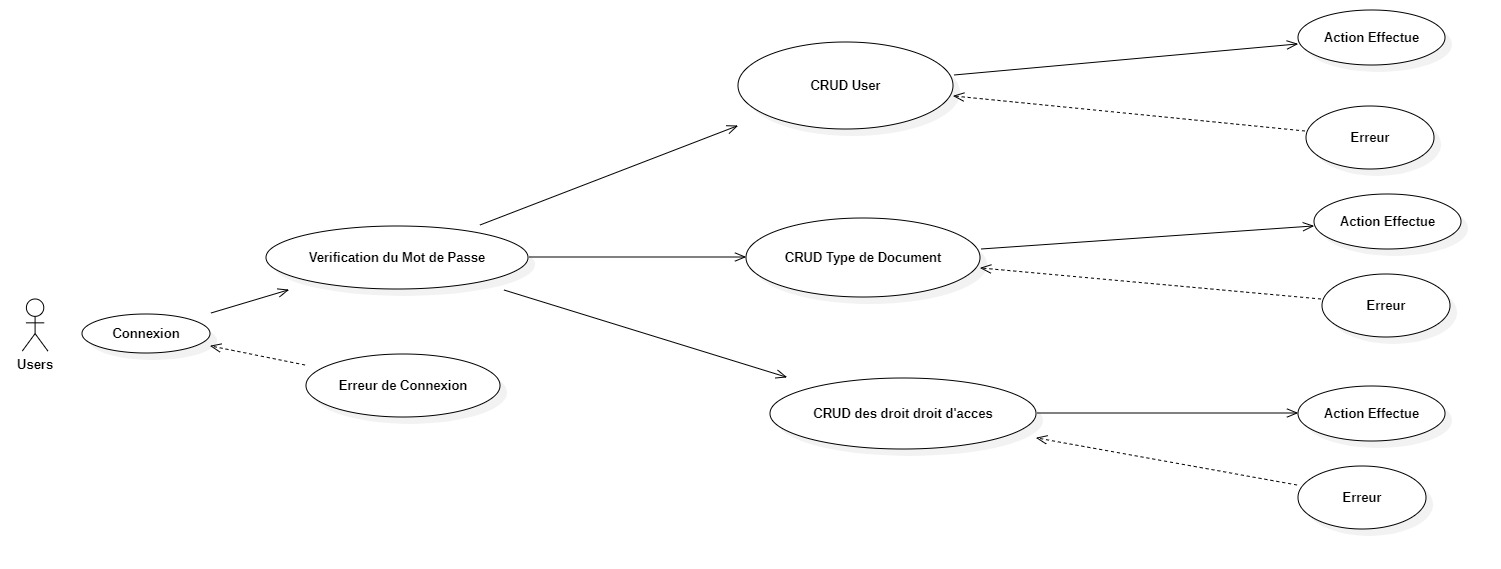 Action Effectue
CRUD User
Erreur
Action Effectue
Verification du Mot de Passe
CRUD Type de Document
Erreur
Connexion
Users
Erreur de Connexion
CRUD des droit droit d'acces
Action Effectue
Erreur